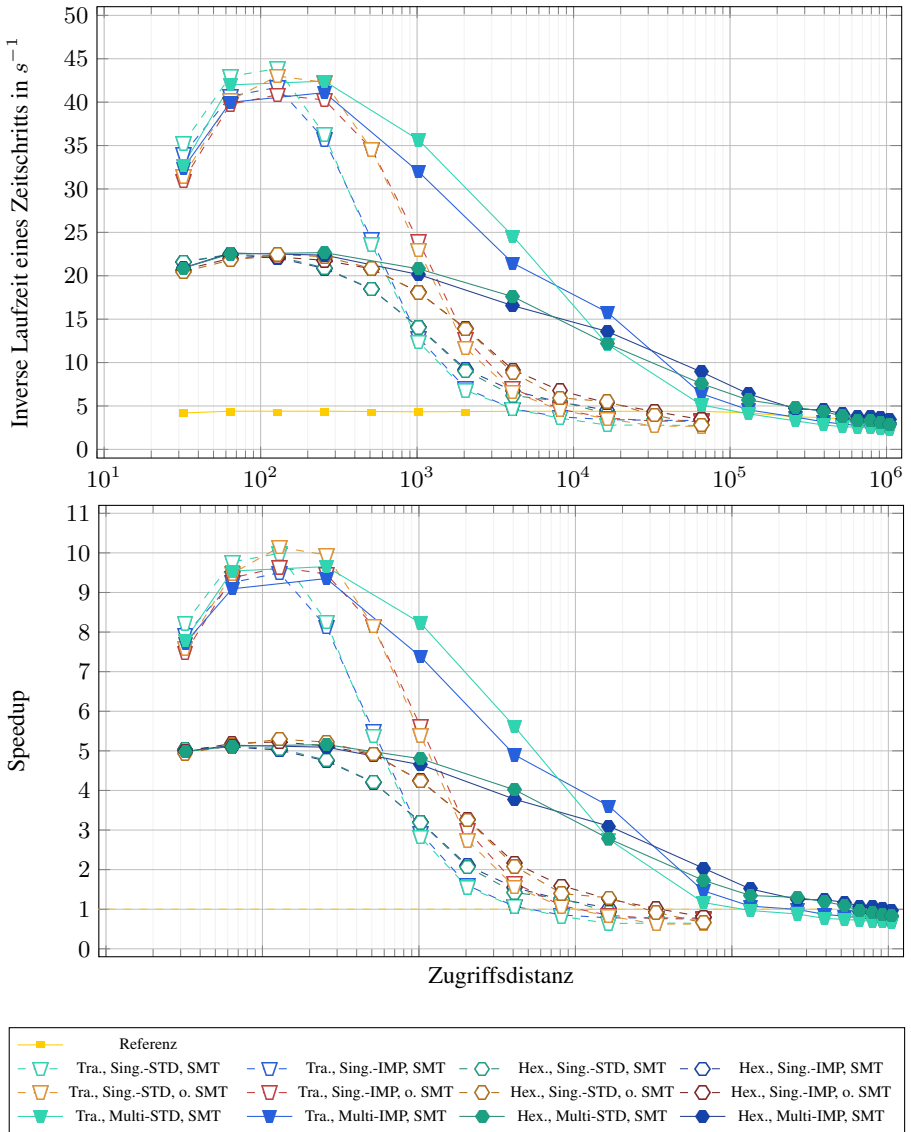 Inverse Laufzeit eines Zeitschritts in s⁻¹
50
45
40
35
30
25
20
15
10
5
0
10¹ 10² 10³ 10⁴ 10⁵ 10⁶
Speedup
11
10
9
8
7
6
5
4
3
2
1
0
Zugriffsdistanz
Referenz
Tra., Sing.-STD, SMT Tra., Sing.-IMP, SMT Hex., Sing.-STD, SMT Hex., Sing.-IMP, SMT
Tra., Sing.-STD, o. SMT Tra., Sing.-IMP, o. SMT Hex., Sing.-STD, o. SMT Hex., Sing.-IMP, o. SMT
Tra., Multi-STD, SMT Tra., Multi-IMP, SMT Hex., Multi-STD, SMT Hex., Multi-IMP, SMT